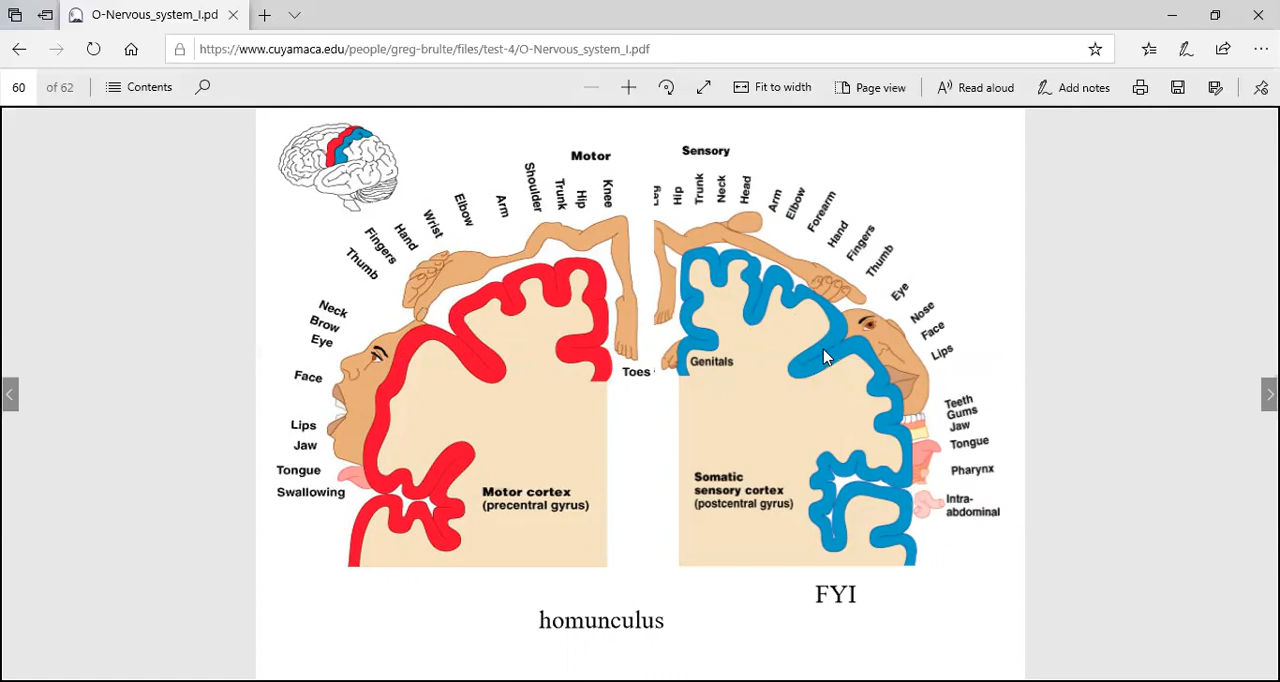 O-Nervous_system_I.pd
https://www.cuyamaca.edu/people/greg-brulte/files/test-4/O-Nervous_system_I.pdf
60 of 62
Contents
Fit to width
Page view
Read aloud
Add notes
Motor
Sensory
Thumb
Fingers
Hand
Wrist
Elbow
Arm
Shoulder
Trunk
Hip
Knee
Hip
Trunk
Neck
Head
Arm
Elbow
Forearm
Hand
Fingers
Thumb
Neck
Brow
Eye
Face
Lips
Jaw
Tongue
Swallowing
Toes
Genitals
Eye
Nose
Face
Lips
Teeth
Gums
Jaw
Tongue
Pharynx
Intra-
abdominal
Motor cortex
(precentral gyrus)
Somatic
sensory cortex
(postcentral gyrus)
FYI
homunculus